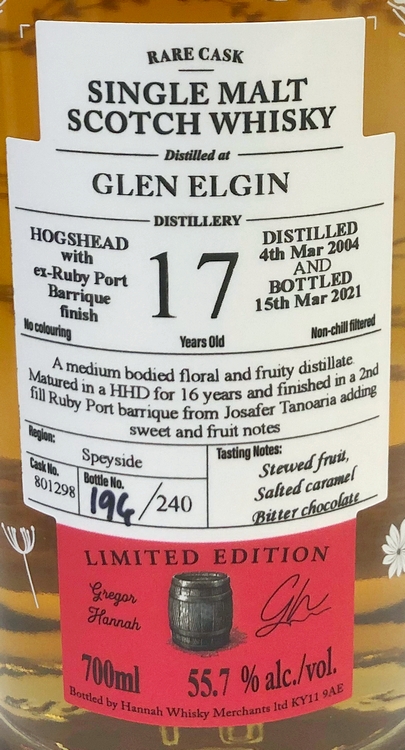 RARE CASK
SINGLE MALT
SCOTCH WHISKY
Distilled at
GLEN ELGIN
DISTILLERY
HOGSHEAD
with
ex-Ruby Port
Barrique
finish
No colouring
17
Years Old
DISTILLED
4th Mar 2004
AND
BOTTLED
15th Mar 2021
Non-chill filtered
A medium bodied floral and fruity distillate
Matured in a HHD for 16 years and finished in a 2nd
fill Ruby Port barrique from Josafer Tanoaria adding
sweet and fruit notes
Region:
Speyside
Cask No.
801298
Bottle No.
194/240
Tasting Notes:
Stewed fruit,
Salted caramel
Bitter chocolate
LIMITED EDITION
Gregor
Hannah
700ml
55.7 % alc./vol.
Bottled by Hannah Whisky Merchants ltd KY11 9AE